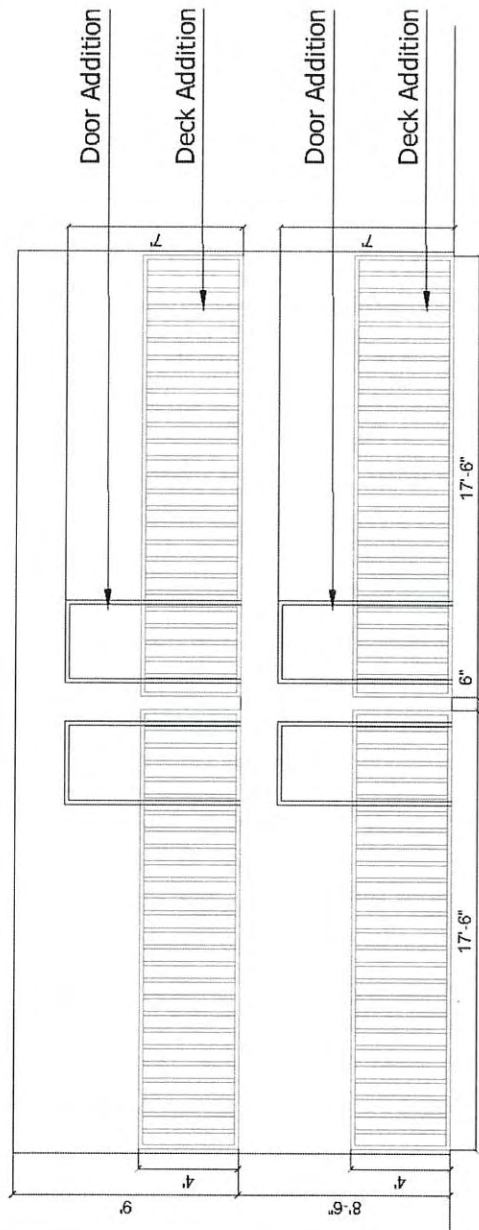 Door Addition
Deck Addition
7'
4'
9'
Door Addition
Deck Addition
7'
4'
8'-6"
17'-6"
6"
17'-6"